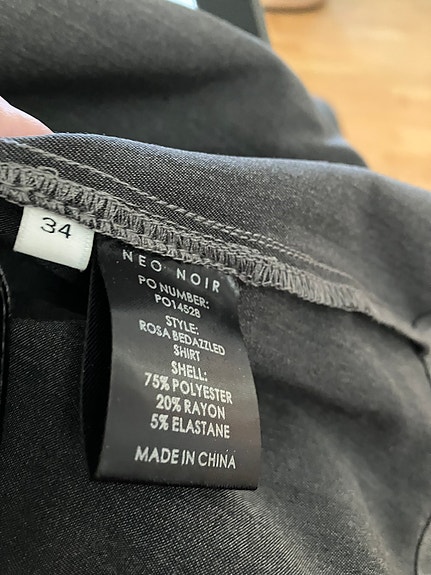 34
NEO NOIR
PO NUMBER:
PO14528
STYLE:
ROSA BEDAZZLED
SHIRT
SHELL:
75% POLYESTER
20% RAYON
5% ELASTANE
MADE IN CHINA